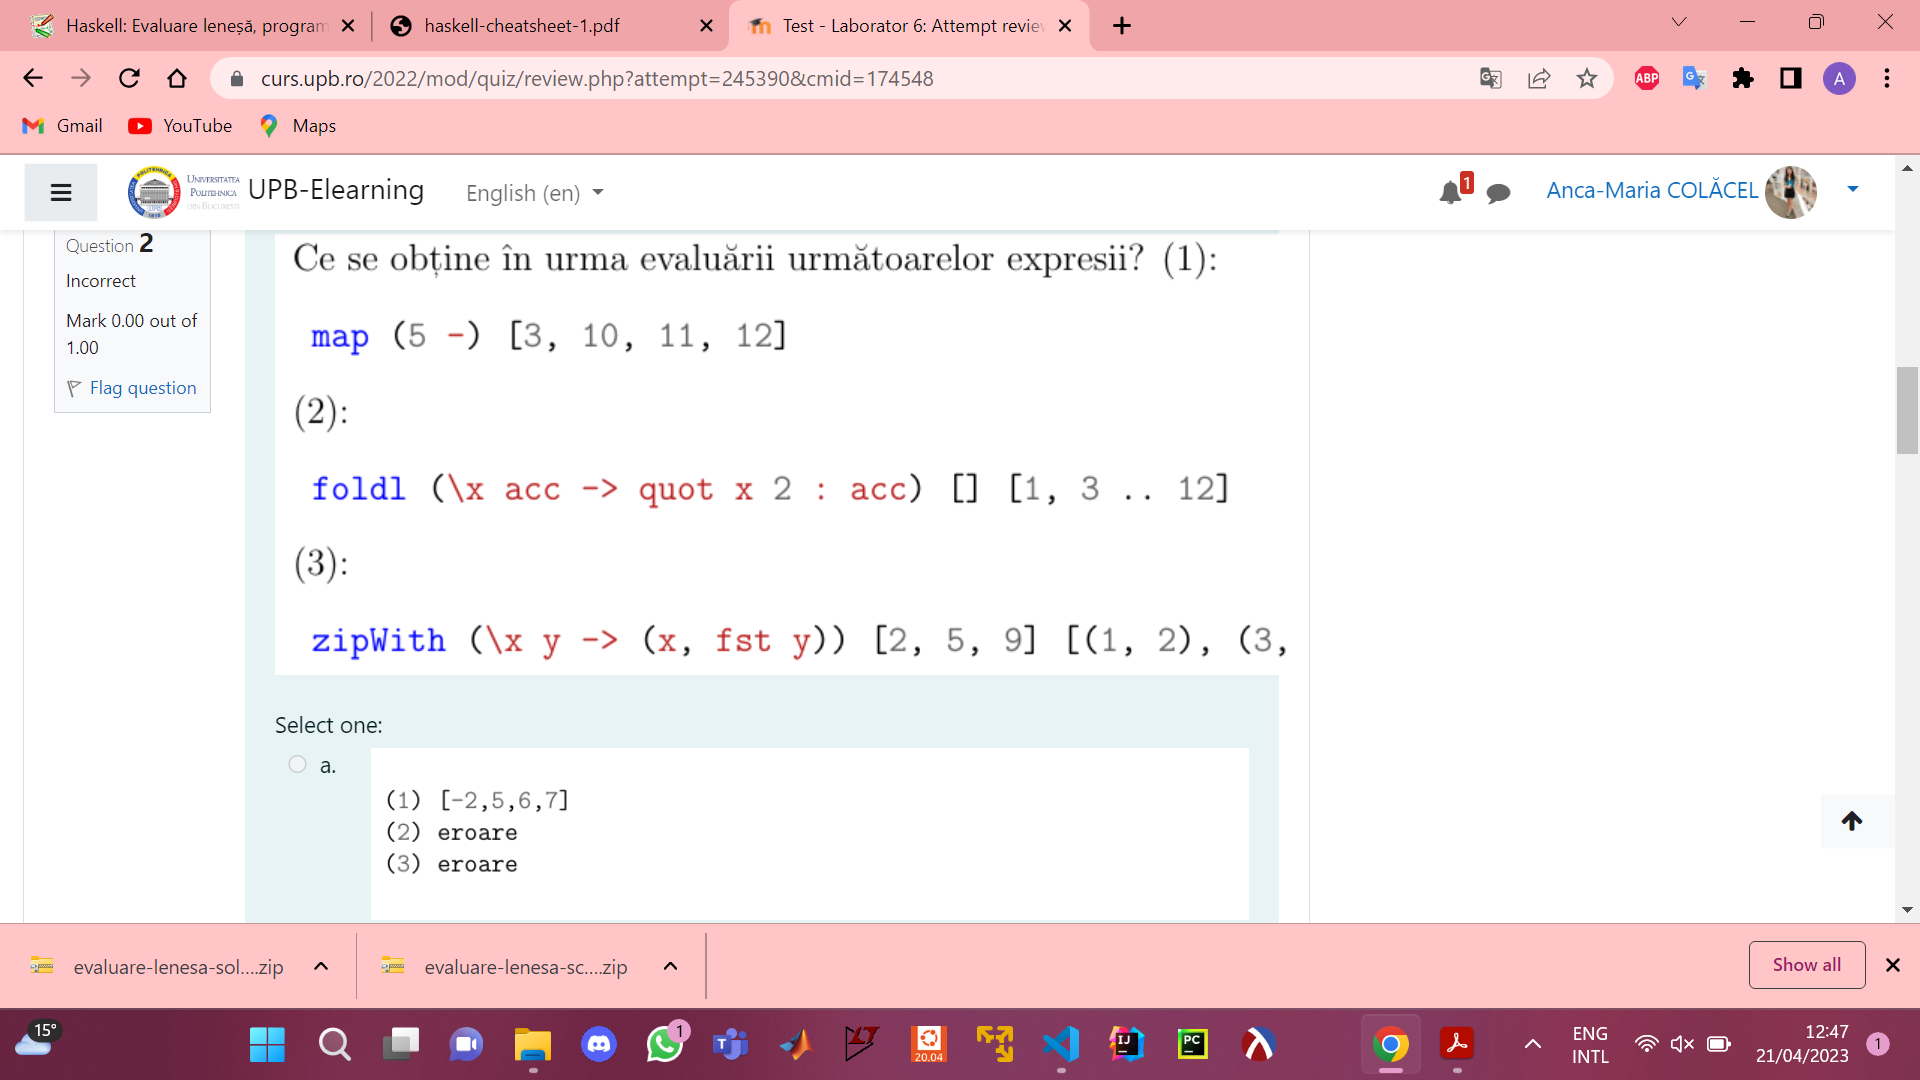 Haskell: Evaluare leneșă, program
haskell-cheatsheet-1.pdf
Test - Laborator 6: Attempt review
curs.upb.ro/2022/mod/quiz/review.php?attempt=245390&cmid=174548
ABP
A
Gmail
YouTube
Maps
UNIVERSITATEA
POLITEHNICA
DIN BUCUREȘTI
UPB-Elearning
English (en)
1
Anca-Maria COLĂCEL
Question 2
Incorrect
Mark 0.00 out of
1.00
Flag question
Ce se obține în urma evaluării următoarelor expresii? (1):
map (5 -) [3, 10, 11, 12]
(2):
foldl (\x acc -> quot x 2 : acc) [] [1, 3 .. 12]
(3):
zipWith (\x y -> (x, fst y)) [2, 5, 9] [(1, 2), (3,
Select one:
a.
(1) [-2,5,6,7]
(2) eroare
(3) eroare
evaluare-lenesa-sol....zip
evaluare-lenesa-sc....zip
Show all
15°
1
20.04
IJ
PC
ENG
INTL
12:47
21/04/2023
1